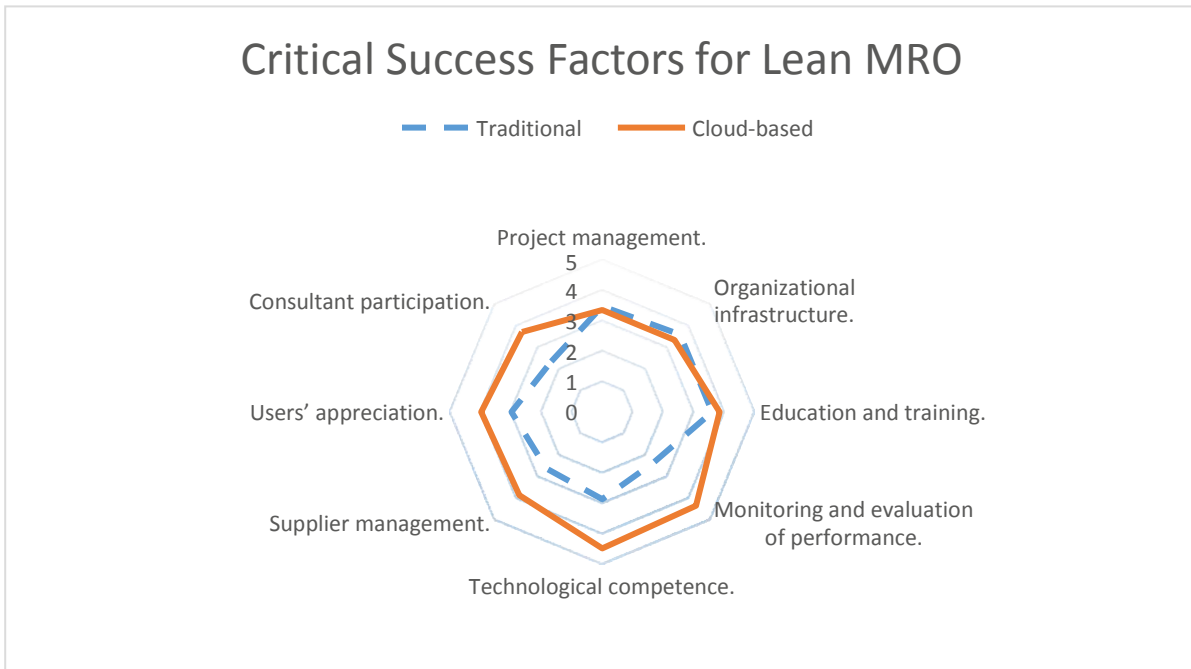 Critical Success Factors for Lean MRO
Traditional
Cloud-based
Project management.
5
4
3
2
1
0
Organizational
infrastructure.
Education and training.
Monitoring and evaluation
of performance.
Technological competence.
Supplier management.
Users’ appreciation.
Consultant participation.